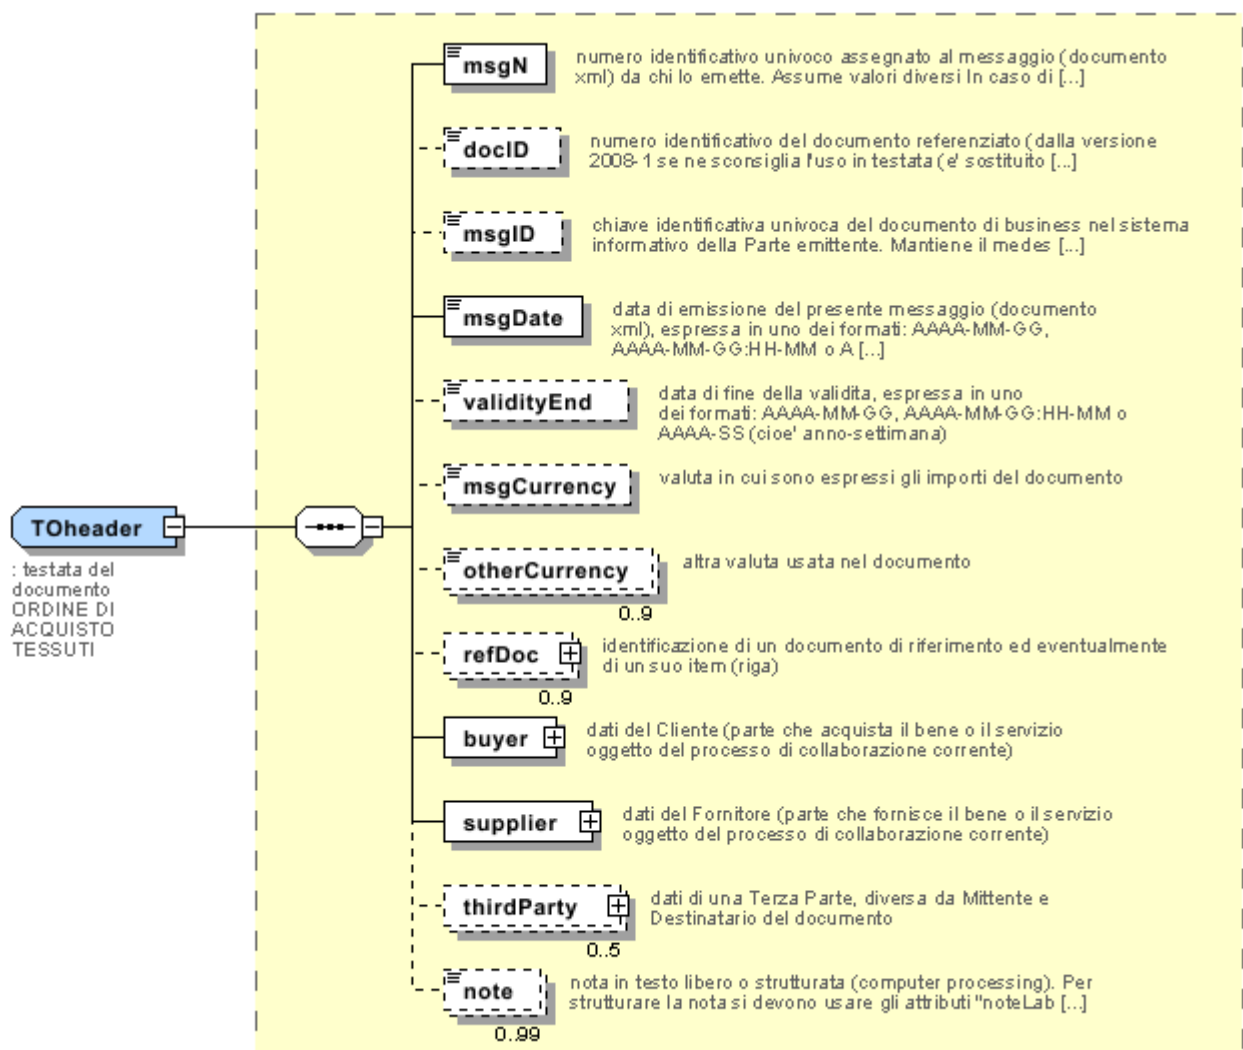 msgN
numero identificativo univoco assegnato al messaggio (documento
xml) da chi lo emette. Assume valori diversi In caso di [...]
docID
numero identificativo del documento referenziato (dalla versione
2008-1 se ne sconsiglia l'uso in testata (e' sostituito [...]
msgID
chiave identificativa univoca del documento di business nel sistema
informativo della Parte emittente. Mantiene il medes [...]
msgDate
data di emissione del presente messaggio (documento
xml), espressa in uno dei formati: AAAA-MM-GG,
AAAA-MM-GG:HH-MM o A [...]
validityEnd
data di fine della validita, espressa in uno
dei formati: AAAA-MM-GG, AAAA-MM-GG:HH-MM o
AAAA-SS (cioe' anno-settimana)
msgCurrency
valuta in cui sono espressi gli importi del documento
TOheader
: testata del
documento
ORDINE DI
ACQUISTO
TESSUTI
otherCurrency
altra valuta usata nel documento
0..9
refDoc
identificazione di un documento di riferimento ed eventualmente
di un suo item (riga)
0..9
buyer
dati del Cliente (parte che acquista il bene o il servizio
oggetto del processo di collaborazione corrente)
supplier
dati del Fornitore (parte che fornisce il bene o il servizio
oggetto del processo di collaborazione corrente)
thirdParty
dati di una Terza Parte, diversa da Mittente e
Destinatario del documento
0..5
note
nota in testo libero o strutturata (computer processing). Per
strutturare la nota si devono usare gli attributi "noteLab [...]
0..99